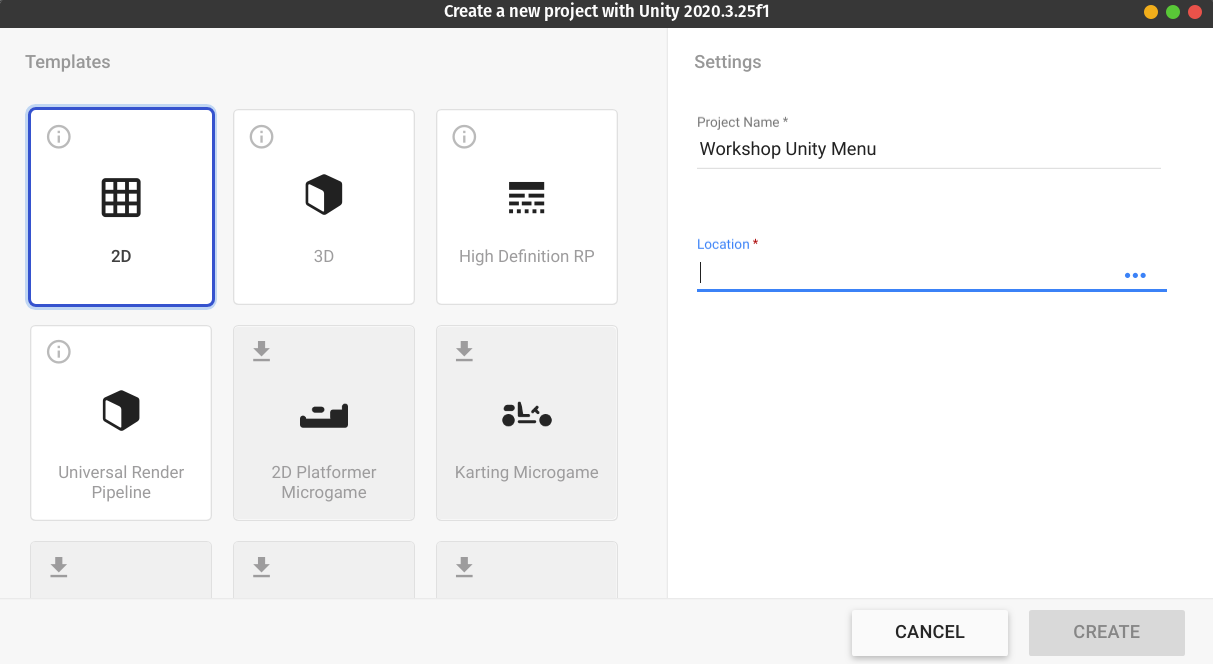 Create a new project with Unity 2020.3.25f1
Templates
2D
3D
High Definition RP
Universal Render
Pipeline
2D Platformer
Microgame
Karting Microgame
Settings
Project Name *
Workshop Unity Menu
Location *
CANCEL
CREATE